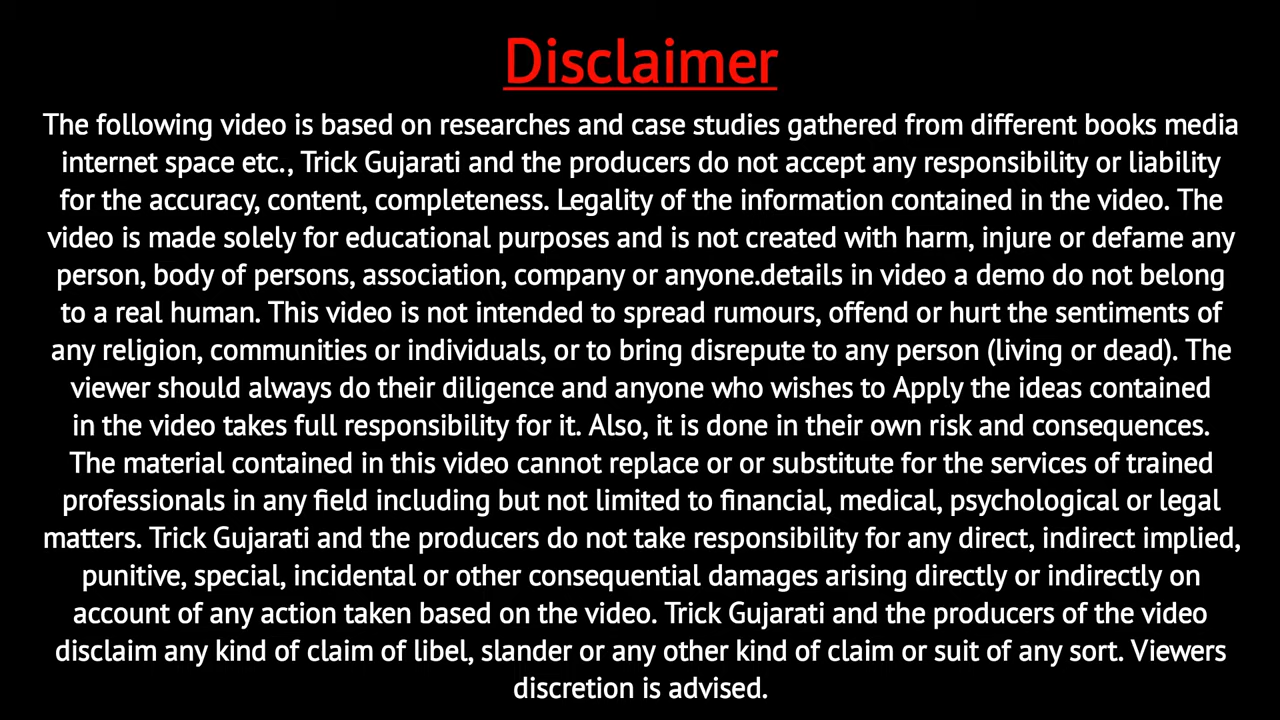 Disclaimer
The following video is based on researches and case studies gathered from different books media
internet space etc., Trick Gujarati and the producers do not accept any responsibility or liability
for the accuracy, content, completeness. Legality of the information contained in the video. The
video is made solely for educational purposes and is not created with harm, injure or defame any
person, body of persons, association, company or anyone.details in video a demo do not belong
to a real human. This video is not intended to spread rumours, offend or hurt the sentiments of
any religion, communities or individuals, or to bring disrepute to any person (living or dead). The
viewer should always do their diligence and anyone who wishes to Apply the ideas contained
in the video takes full responsibility for it. Also, it is done in their own risk and consequences.
The material contained in this video cannot replace or or substitute for the services of trained
professionals in any field including but not limited to financial, medical, psychological or legal
matters. Trick Gujarati and the producers do not take responsibility for any direct, indirect implied,
punitive, special, incidental or other consequential damages arising directly or indirectly on
account of any action taken based on the video. Trick Gujarati and the producers of the video
disclaim any kind of claim of libel, slander or any other kind of claim or suit of any sort. Viewers
discretion is advised.